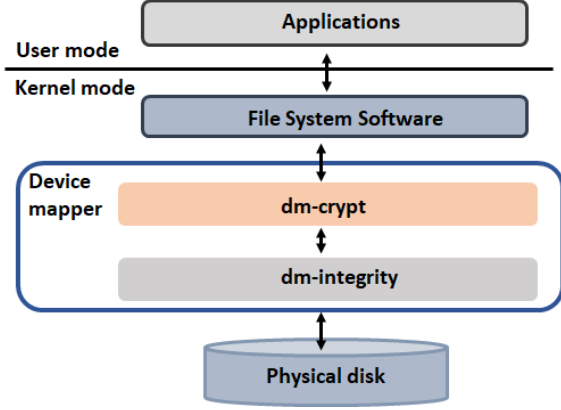 Applications
User mode
Kernel mode
File System Software
Device
mapper
dm-crypt
dm-integrity
Physical disk